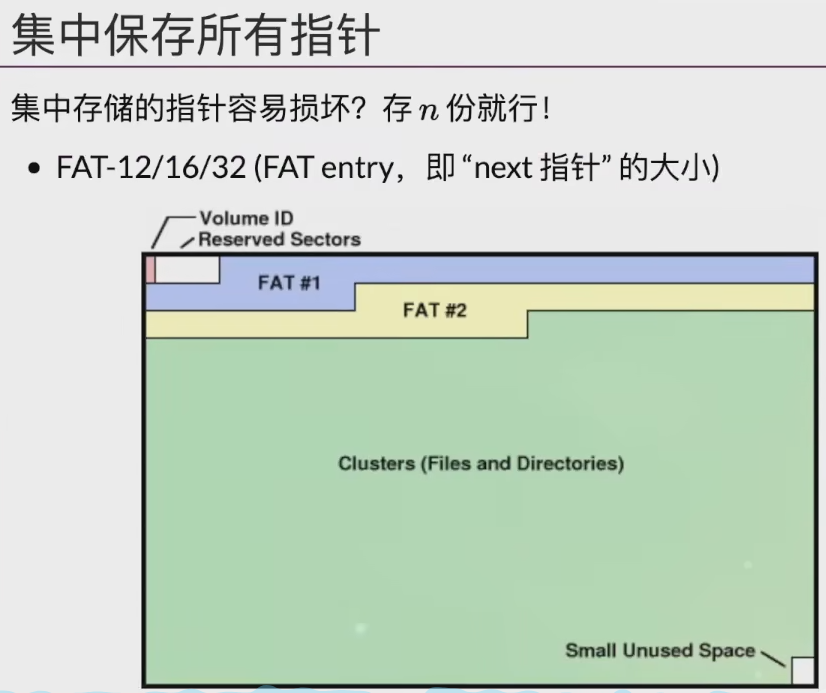 集中保存所有指针
集中存储的指针容易损坏？存 n 份就行！
• FAT-12/16/32 (FAT entry，即 “next 指针” 的大小)
Volume ID
Reserved Sectors
FAT #1
FAT #2
Clusters (Files and Directories)
Small Unused Space